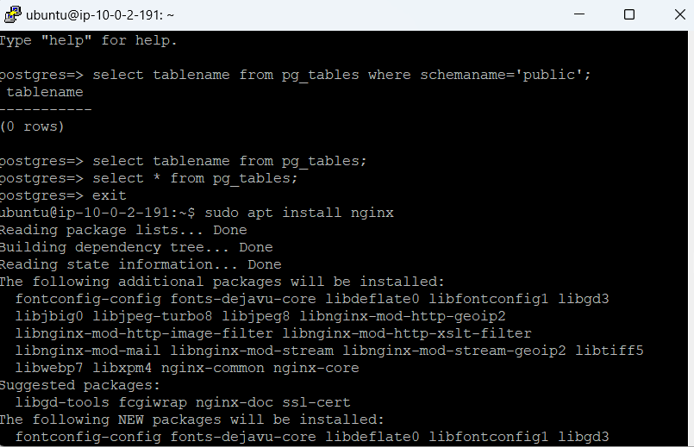 ubuntu@ip-10-0-2-191: ~
Type "help" for help.
postgres=> select tablename from pg_tables where schemaname='public';
tablename
-----------
(0 rows)
postgres=> select tablename from pg_tables;
postgres=> select * from pg_tables;
postgres=> exit
ubuntu@ip-10-0-2-191:~$ sudo apt install nginx
Reading package lists... Done
Building dependency tree... Done
Reading state information... Done
The following additional packages will be installed:
fontconfig-config fonts-dejavu-core libdeflate0 libfontconfig1 libgd3
libjbig0 libjpeg-turbo8 libjpeg8 libnginx-mod-http-geoip2
libnginx-mod-http-image-filter libnginx-mod-http-xslt-filter
libnginx-mod-mail libnginx-mod-stream libnginx-mod-stream-geoip2 libtiff5
libwebp7 libxpm4 nginx-common nginx-core
Suggested packages:
libgd-tools fcgiwrap nginx-doc ssl-cert
The following NEW packages will be installed:
fontconfig-config fonts-dejavu-core libdeflate0 libfontconfig1 libgd3